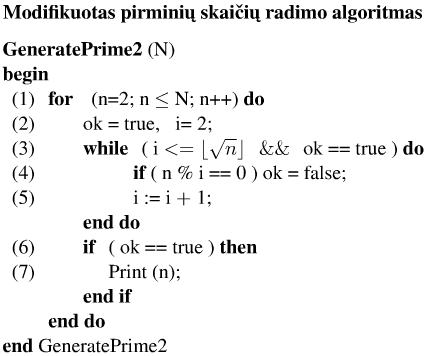 Modifikuotas pirminių skaičių radimo algoritmas
GeneratePrime2 (N)
begin
(1) for (n=2; n ≤ N; n++) do
(2) ok = true, i= 2;
(3) while ( i <= ⌊√n⌋ && ok == true ) do
(4) if ( n % i == 0 ) ok = false;
(5) i := i + 1;
end do
(6) if ( ok == true ) then
(7) Print (n);
end if
end do
end GeneratePrime2